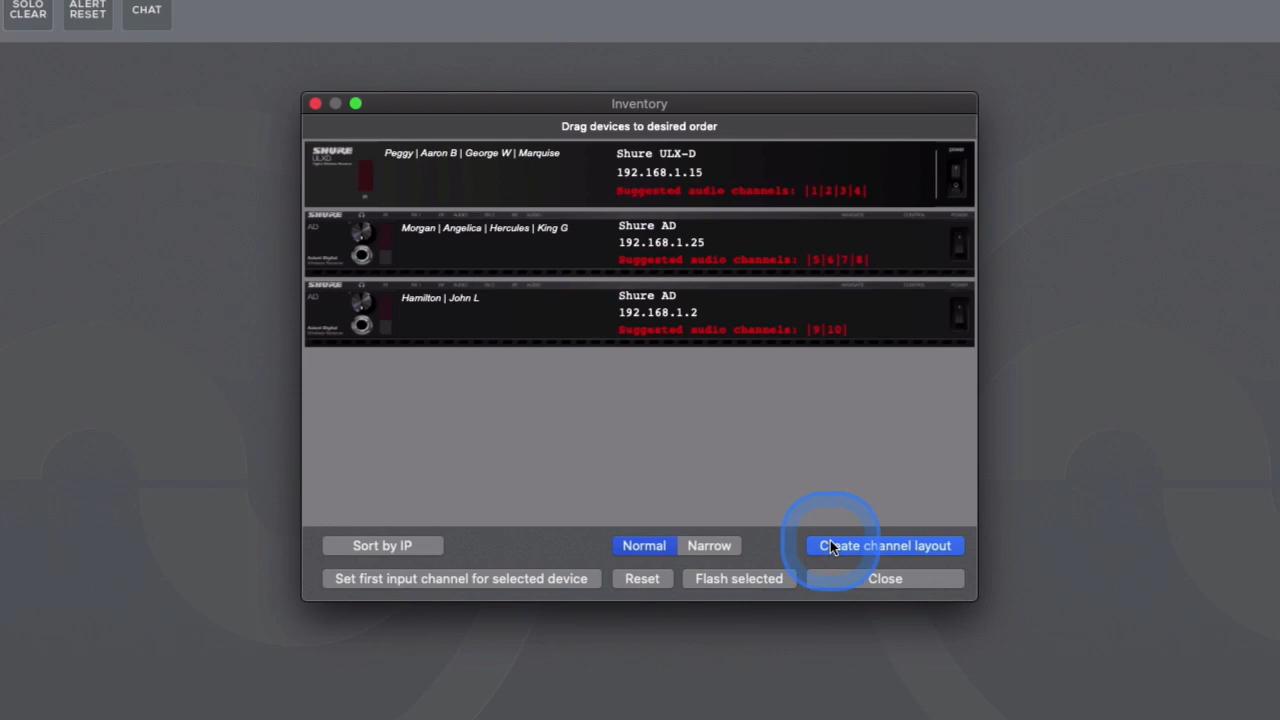 SOLO CLEAR
ALERT RESET
CHAT
Inventory
Drag devices to desired order
SHURE
ULXD
Peggy | Aaron B | George W | Marquise
Shure ULX-D
192.168.1.15
Suggested audio channels: |1|2|3|4|
power
SHURE
AD
Morgan | Angelica | Hercules | King G
Shure AD
192.168.1.25
Suggested audio channels: |5|6|7|8|
SHURE
AD
Hamilton | John L
Shure AD
192.168.1.2
Suggested audio channels: |9|10|
Sort by IP
Normal
Narrow
Create channel layout
Set first input channel for selected device
Reset
Flash selected
Close